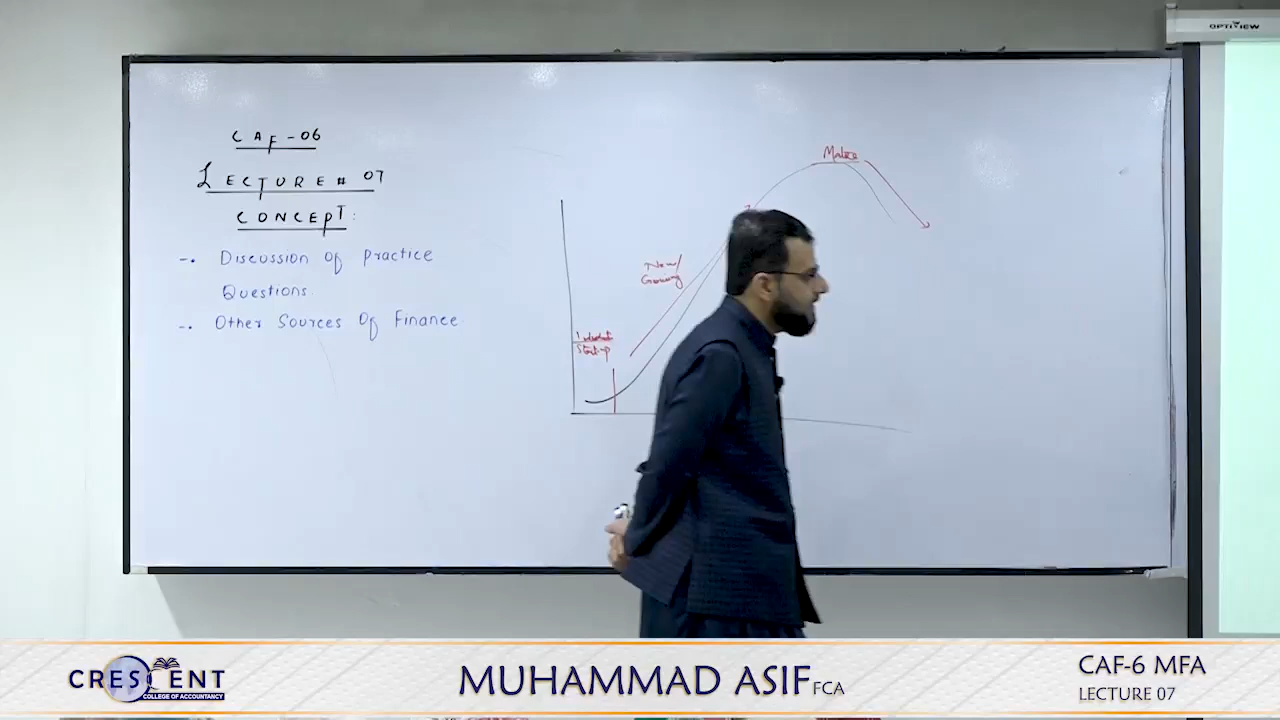 OPTIVIEW
CAF-06
LECTURE # 07
CONCEPT:
-. Discussion of Practice
Questions.
-. Other Sources Of Finance
Mature
New/
Growing
Start-up
CRESCENT
COLLEGE OF ACCOUNTANCY
MUHAMMAD ASIF FCA
CAF-6 MFA
LECTURE 07